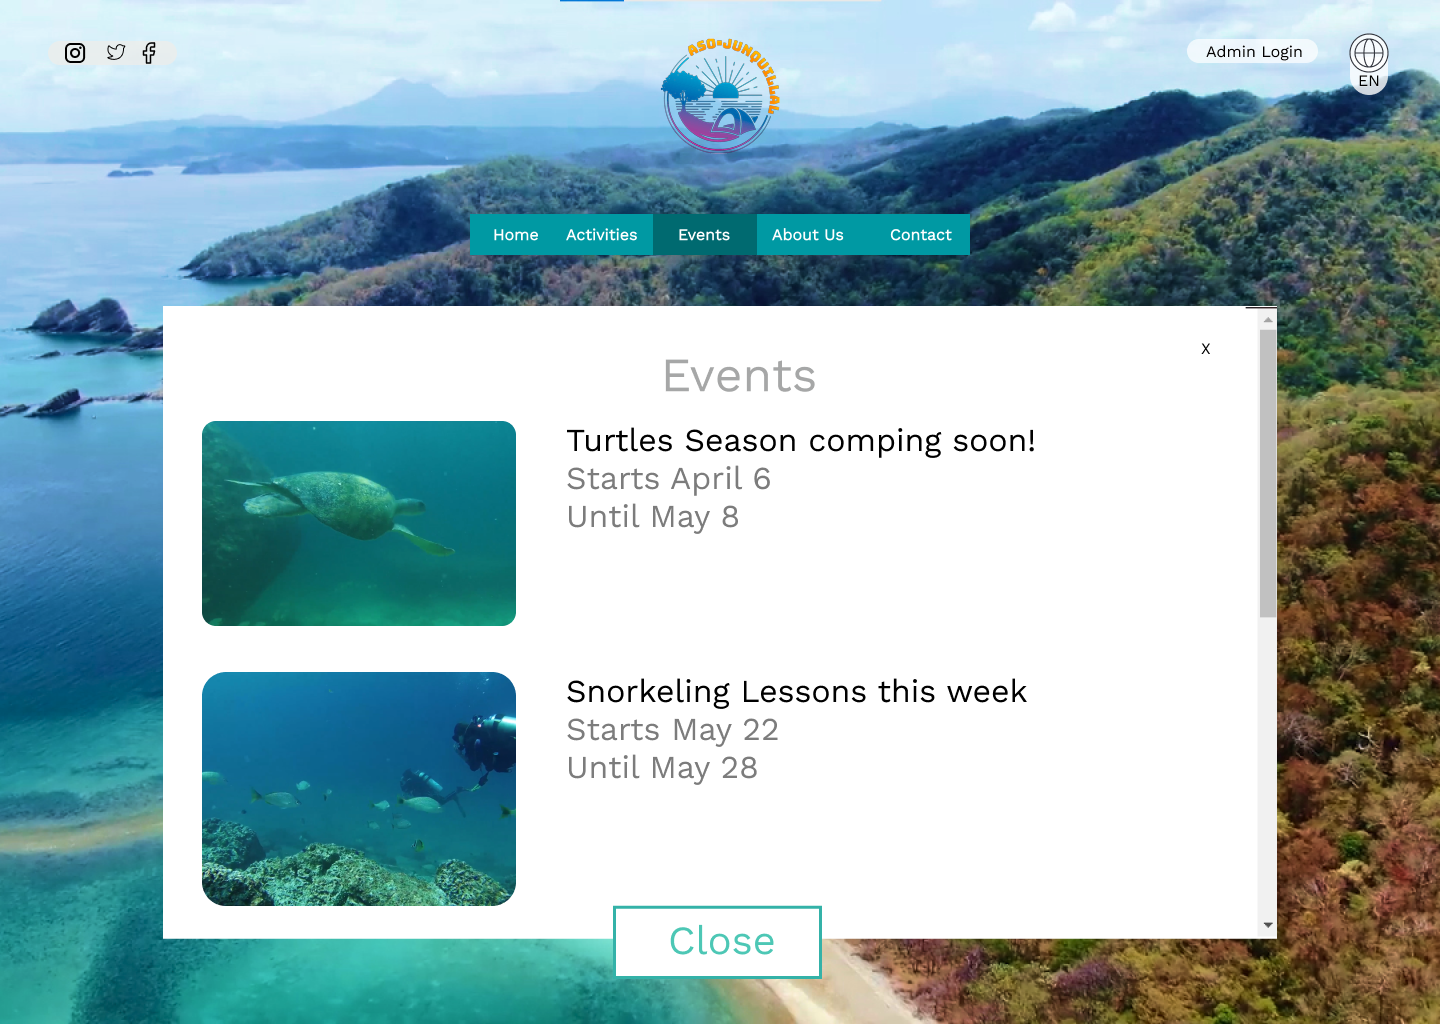 ASO-JUNQUILLAL
Admin Login
EN
Home Activities Events About Us Contact
X
Events
Turtles Season comping soon!
Starts April 6
Until May 8
Snorkeling Lessons this week
Starts May 22
Until May 28
Close